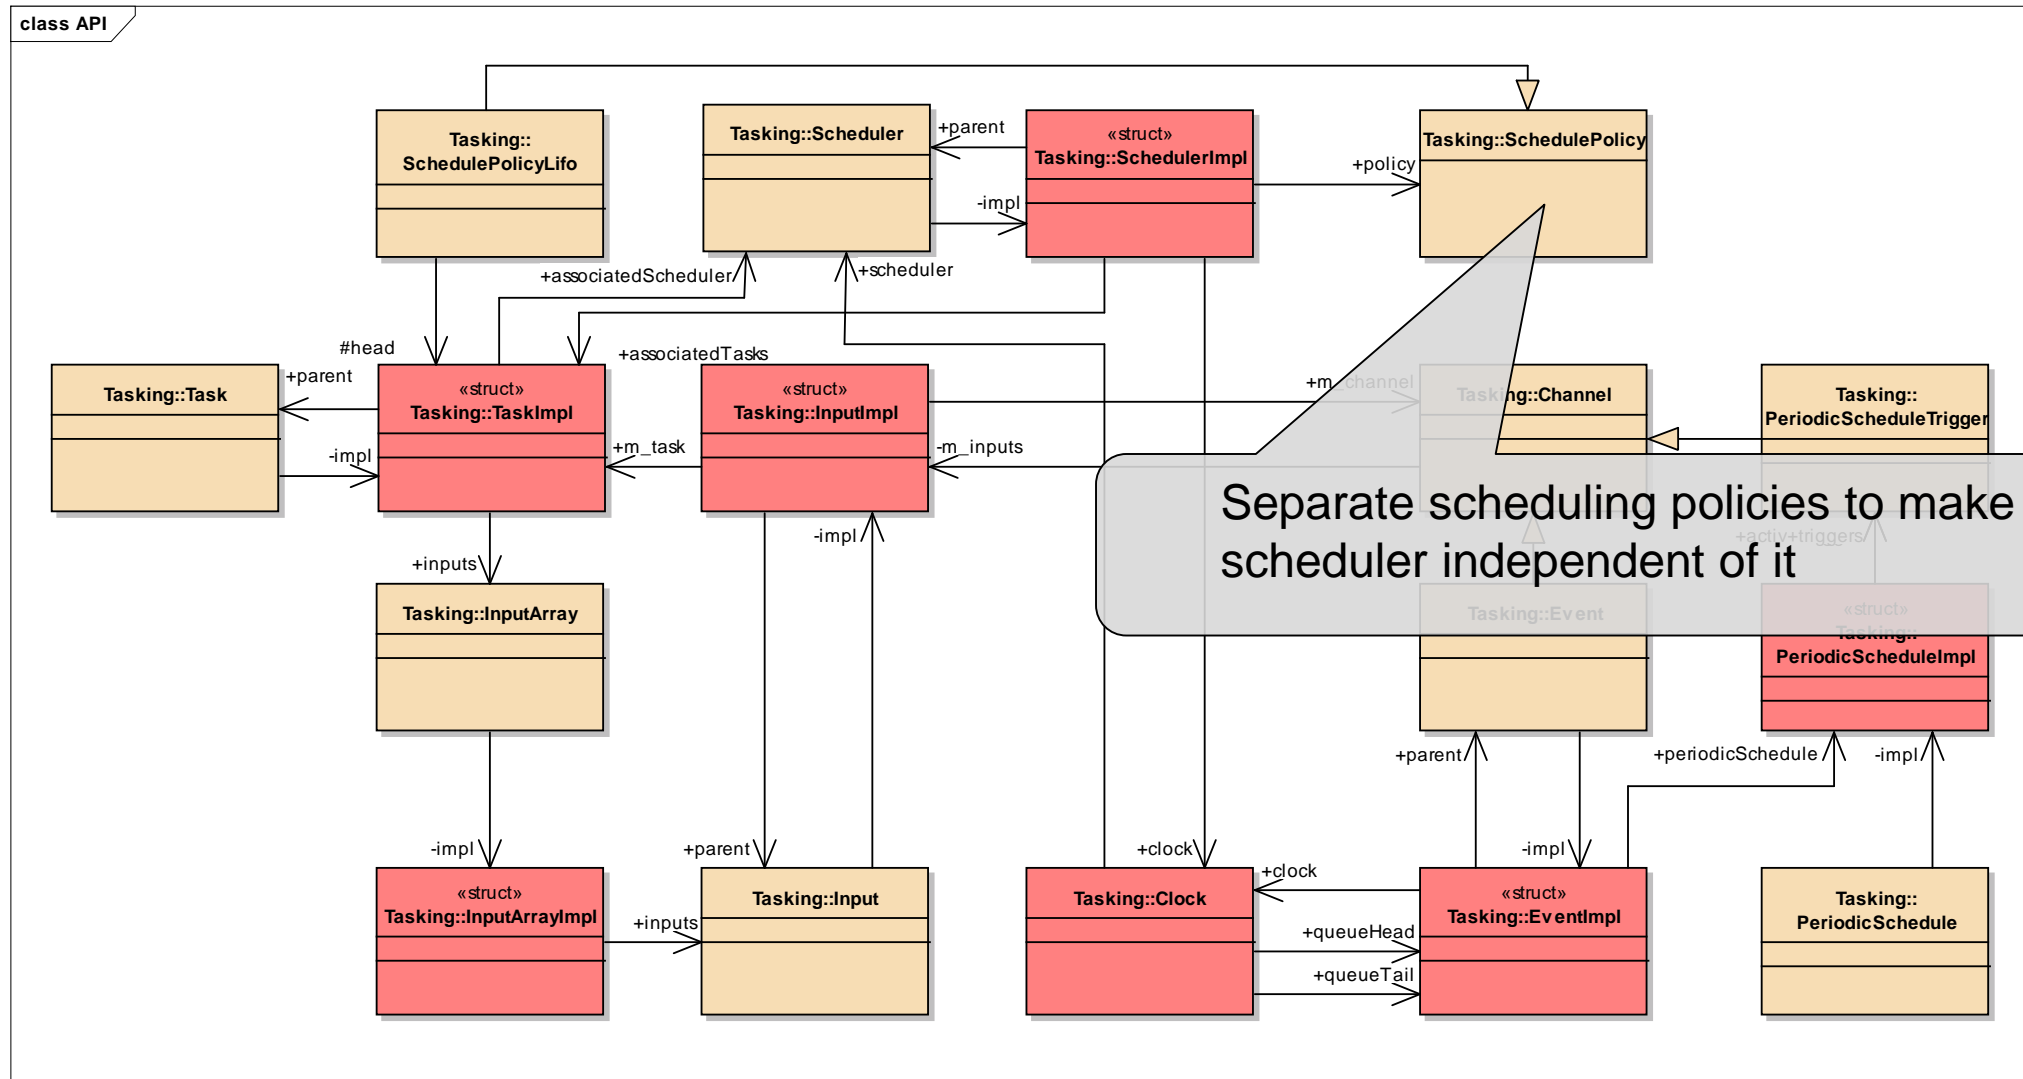 class API
Tasking::
SchedulePolicyLifo
Tasking::Scheduler
+parent
-impl
«struct»
Tasking::SchedulerImpl
+policy
Tasking::SchedulePolicy
+associatedScheduler
+scheduler
#head
+associatedTasks
Tasking::Task
+parent
-impl
«struct»
Tasking::TaskImpl
+m_task
«struct»
Tasking::InputImpl
+m_channel
-m_inputs
Tasking::Channel
Tasking::
PeriodicScheduleTrigger
Separate scheduling policies to make
scheduler independent of it
+inputs
-impl
+activ+triggers
Tasking::InputArray
Tasking::Event
«struct»
Tasking::
PeriodicScheduleImpl
+parent
+periodicSchedule
-impl
-impl
+parent
+clock
-impl
«struct»
Tasking::InputArrayImpl
+inputs
Tasking::Input
Tasking::Clock
+clock
+queueHead
+queueTail
«struct»
Tasking::EventImpl
Tasking::
PeriodicSchedule